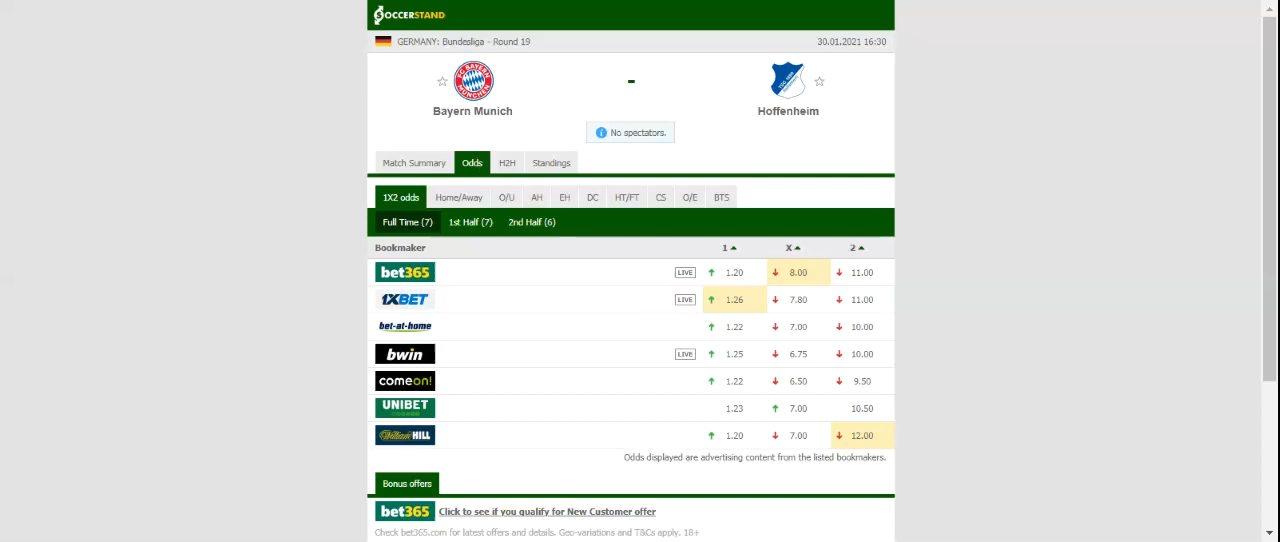 SOCCERSTAND
GERMANY: Bundesliga - Round 19 30.01.2021 16:30
FC BAYERN MÜNCHEN
-
Bayern Munich Hoffenheim
No spectators.
Match Summary Odds H2H Standings
1X2 odds Home/Away O/U AH EH DC HT/FT CS O/E BTS
Full Time (7) 1st Half (7) 2nd Half (6)
Bookmaker 1 X 2
bet365 LIVE 1.20 8.00 11.00
1XBET LIVE 1.26 7.80 11.00
bet-at-home 1.22 7.00 10.00
bwin LIVE 1.25 6.75 10.00
comeon! 1.22 6.50 9.50
UNIBET 1.23 7.00 10.50
William HILL 1.20 7.00 12.00
Odds displayed are advertising content from the listed bookmakers.
Bonus offers
bet365 Click to see if you qualify for New Customer offer
Check bet365.com for latest offers and details. Geo-variations and T&Cs apply. 18+